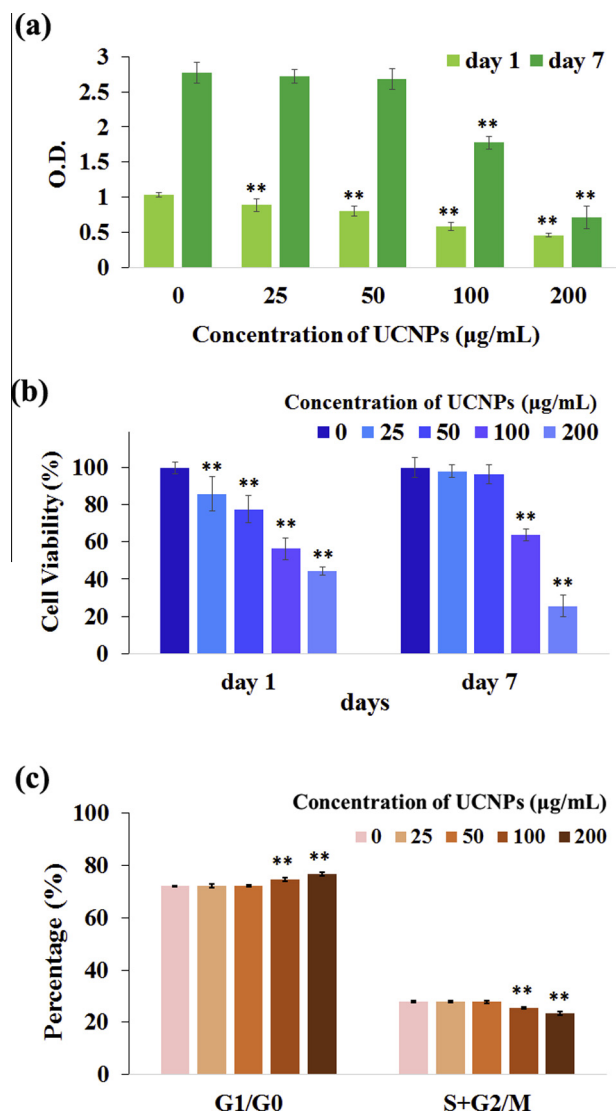 (a)
3
day 1 day 7
2.5
2
**
O.D.
1.5
1
** ** ** ** **
0.5
0
0 25 50 100 200
Concentration of UCNPs (µg/mL)
(b)
Concentration of UCNPs (µg/mL)
0 25 50 100 200
100
** ** ** ** ** **
80
60
40
20
0
Cell Viability (%)
day 1 day 7
days
(c)
100
Concentration of UCNPs (µg/mL)
0 25 50 100 200
80
** ** ** **
60
40
20
0
Percentage (%)
G1/G0 S+G2/M